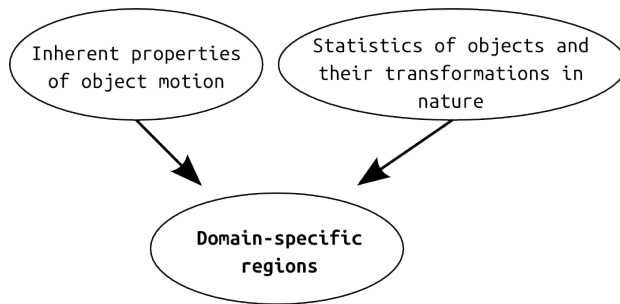 Inherent properties
of object motion
Statistics of objects and
their transformations in
nature
Domain-specific
regions